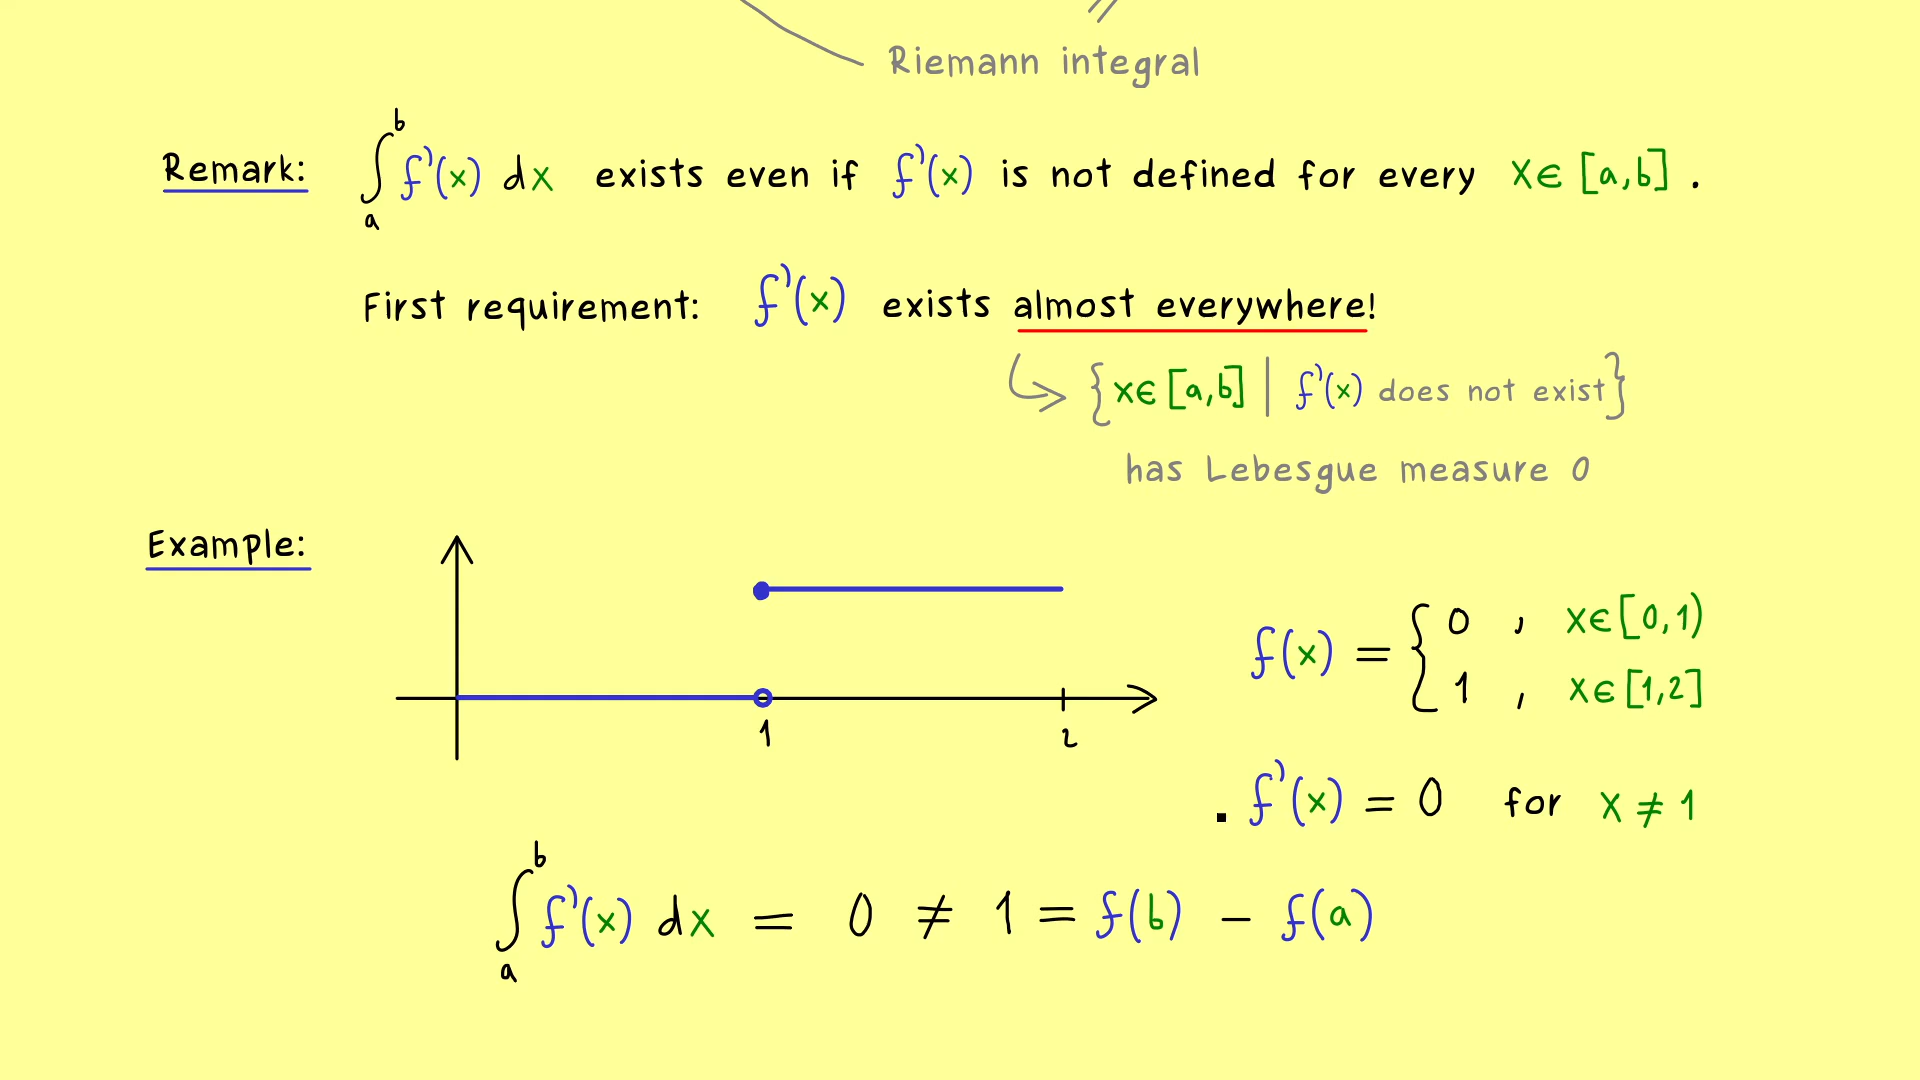 Riemann integral
Remark: ∫_a^b f'(x) dx exists even if f'(x) is not defined for every x∈[a,b].
First requirement: f'(x) exists almost everywhere!
{x∈[a,b] | f'(x) does not exist}
has Lebesgue measure 0
Example:
f(x) = { 0 , x∈[0,1)
1 , x∈[1,2]
1 2
. f'(x) = 0 for x ≠ 1
∫_a^b f'(x) dx = 0 ≠ 1 = f(b) - f(a)